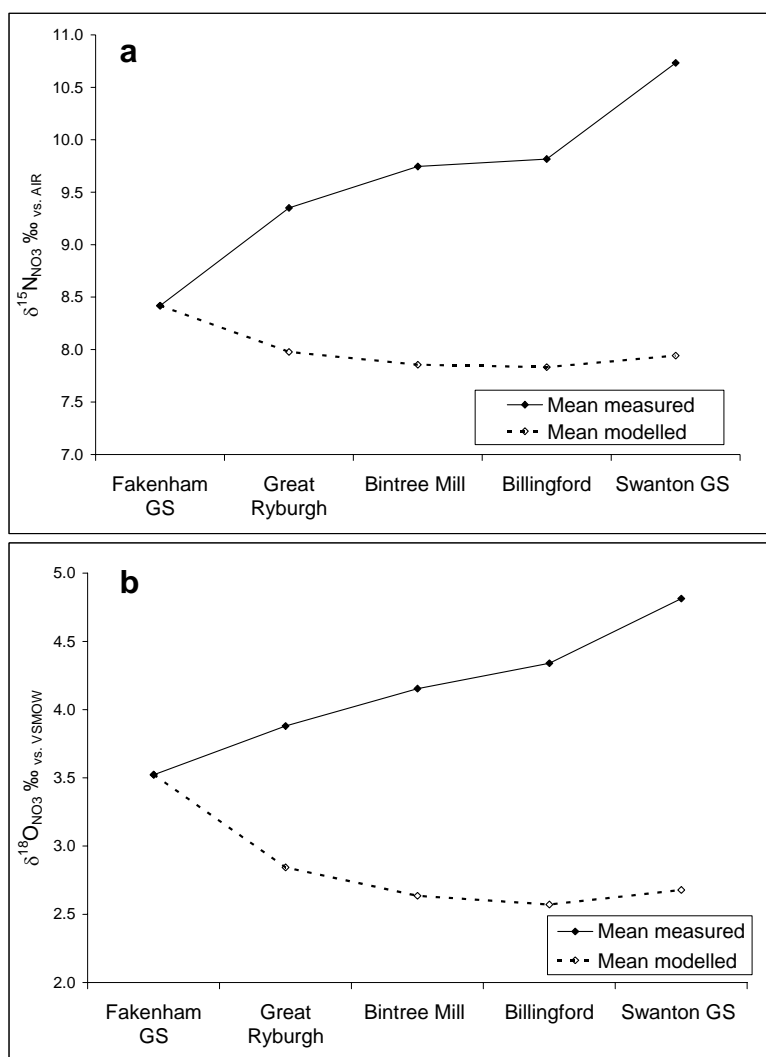 a
11.0
10.5
10.0
9.5
9.0
8.5
8.0
7.5
7.0
δ15NNO3 ‰ vs. AIR
Mean measured
Mean modelled
Fakenham GS
Great Ryburgh
Bintree Mill
Billingford
Swanton GS
b
5.0
4.5
4.0
3.5
3.0
2.5
2.0
δ18ONO3 ‰ vs. VSMOW
Mean measured
Mean modelled
Fakenham GS
Great Ryburgh
Bintree Mill
Billingford
Swanton GS